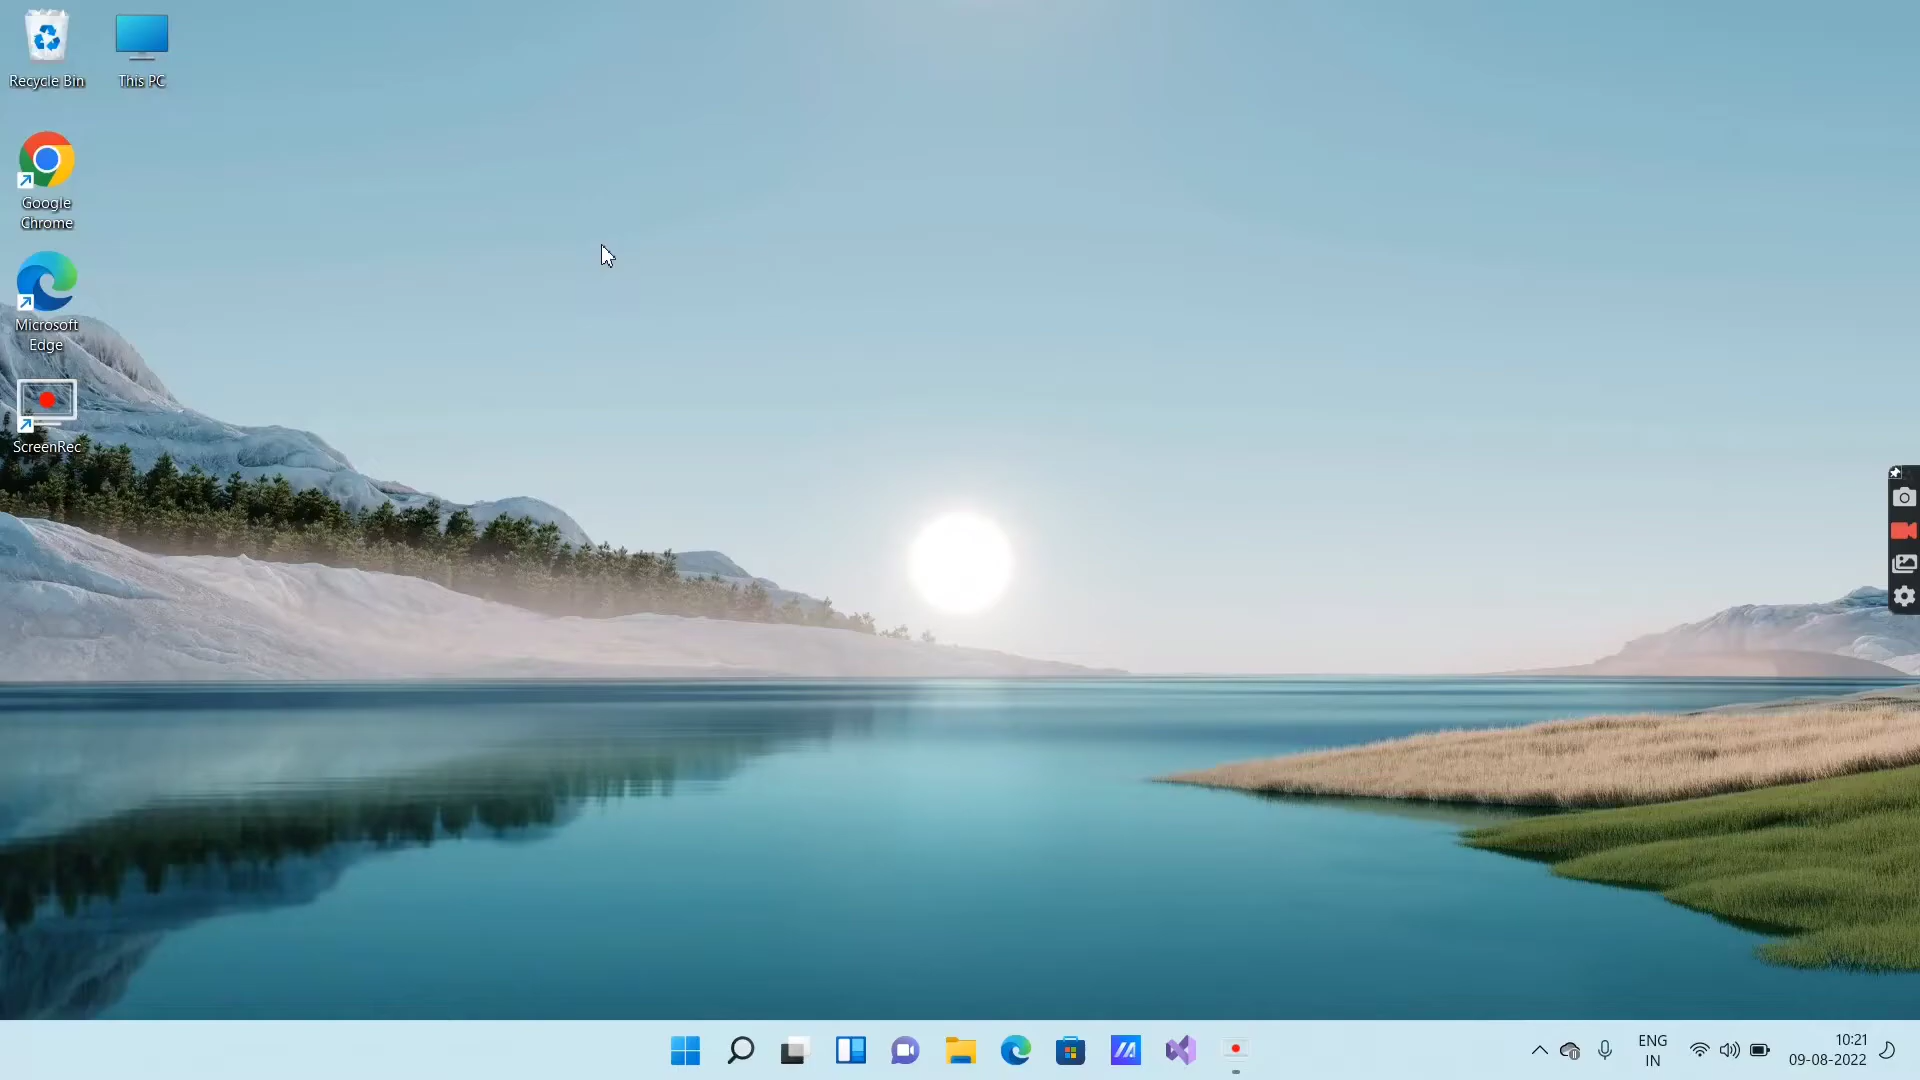 Recycle Bin
This PC
Google
Chrome
Microsoft
Edge
ScreenRec
ENG
IN
10:21
09-08-2022